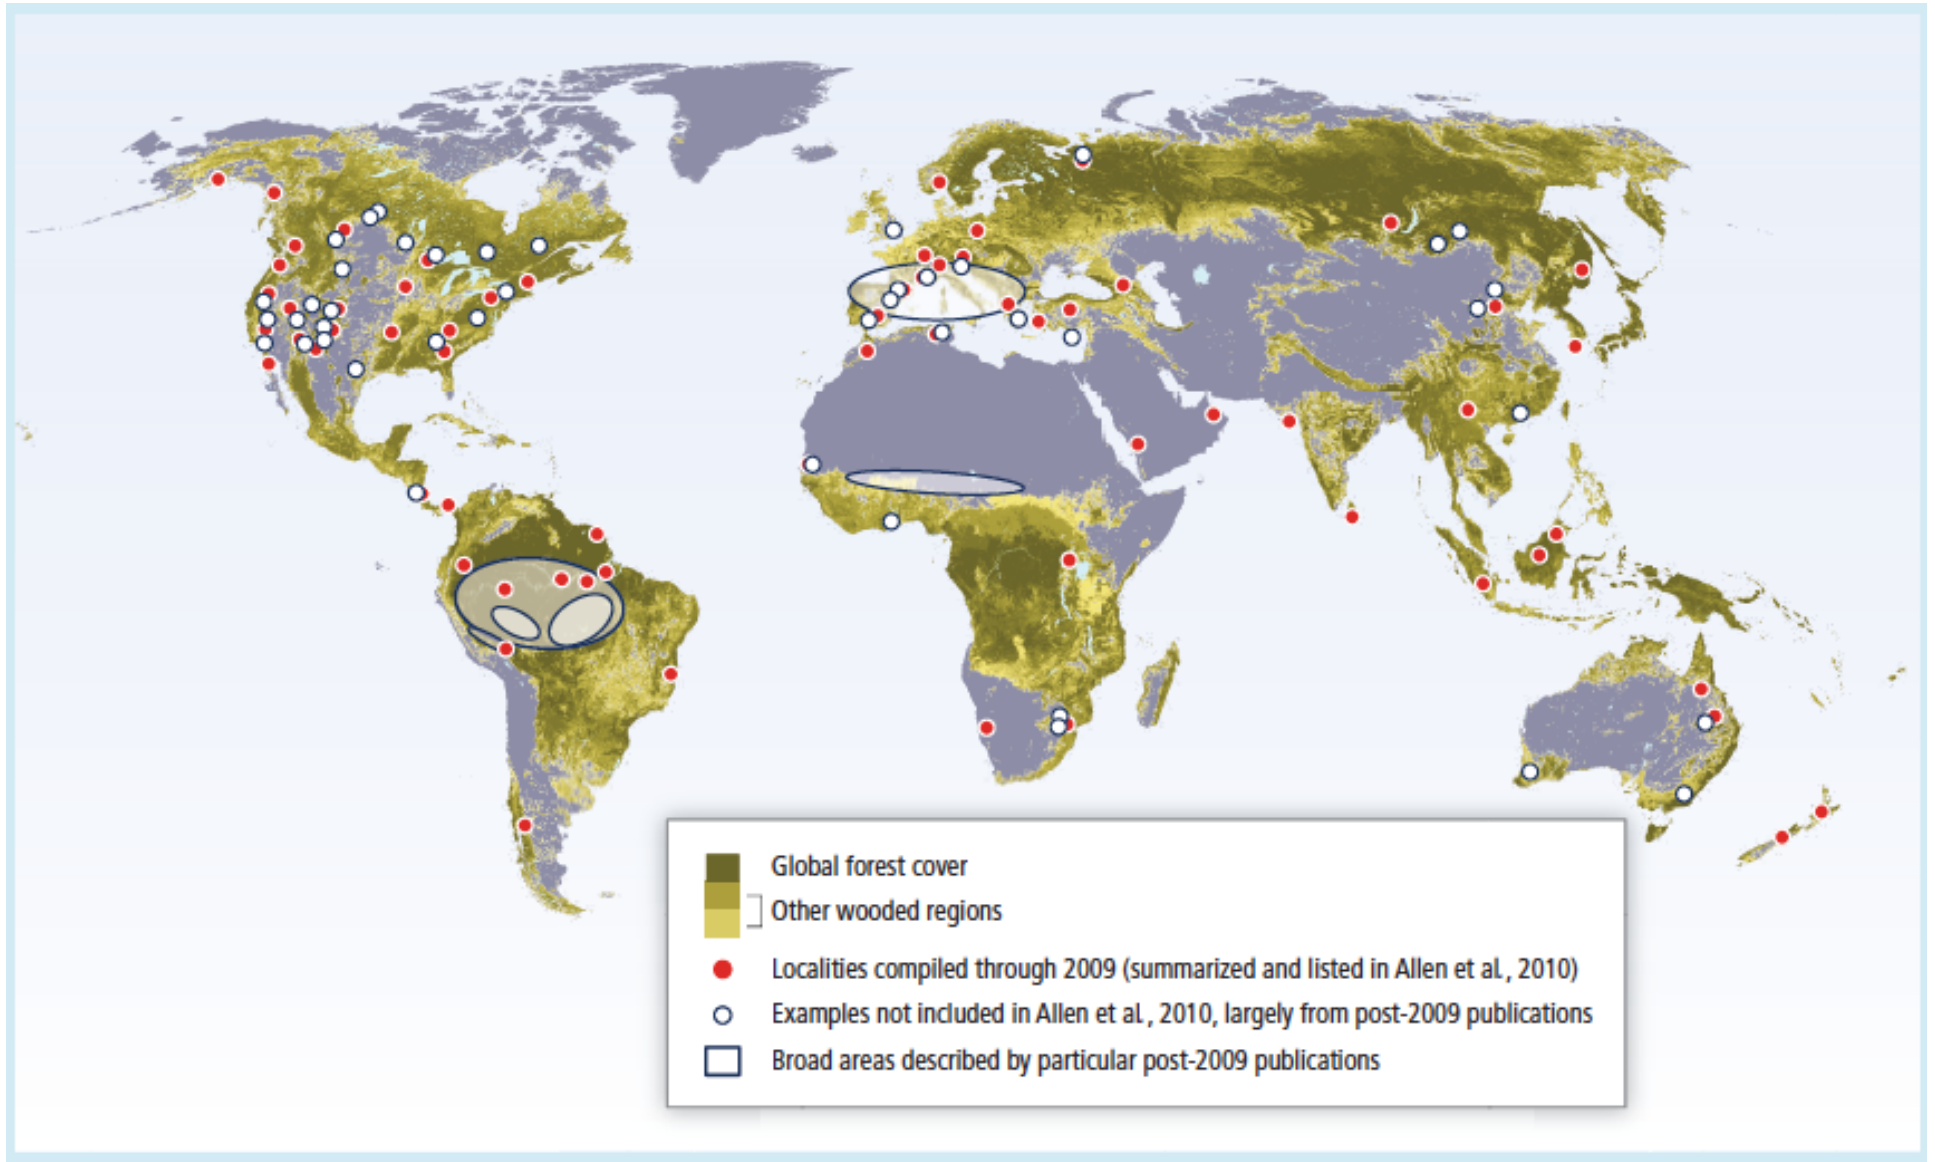 Global forest cover
Other wooded regions
Localities compiled through 2009 (summarized and listed in Allen et al., 2010)
Examples not included in Allen et al., 2010, largely from post-2009 publications
Broad areas described by particular post-2009 publications